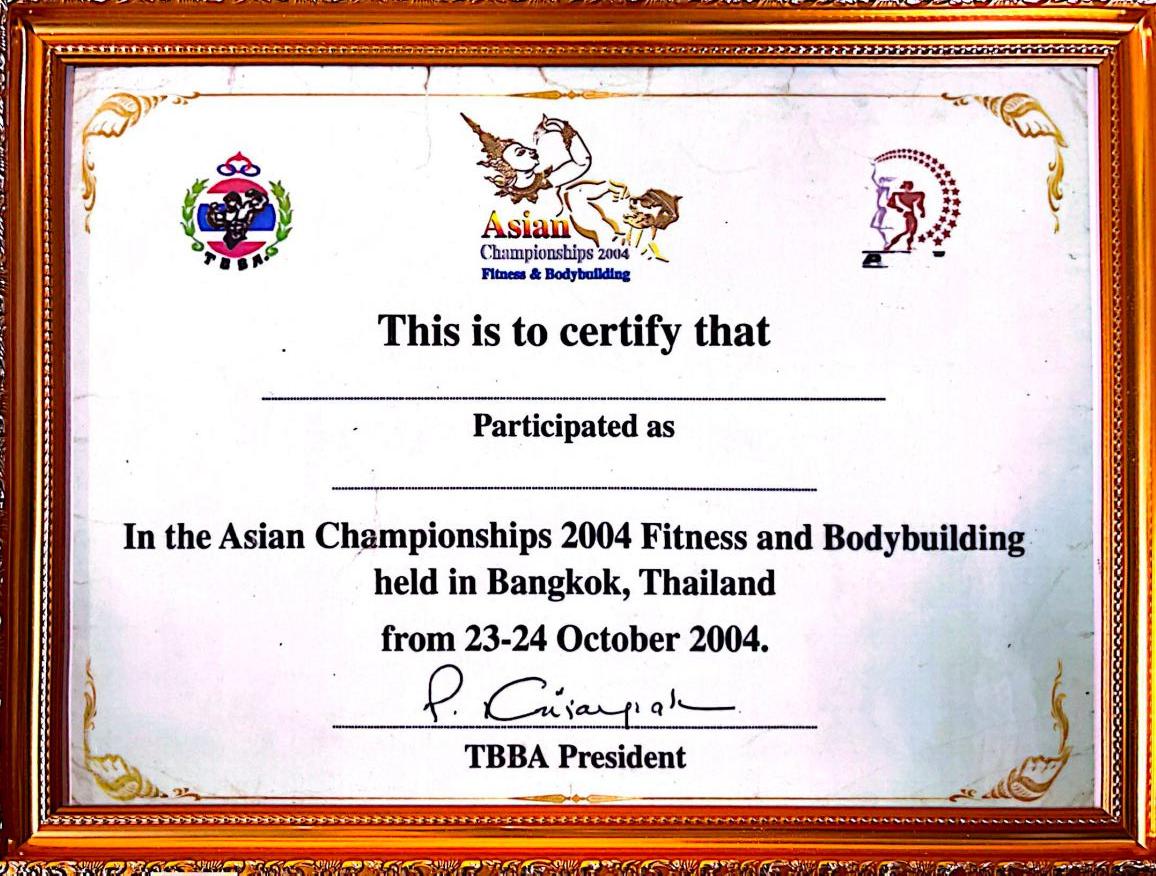 TBBA
Asian
Championships 2004
Fitness & Bodybuilding
This is to certify that
Participated as
In the Asian Championships 2004 Fitness and Bodybuilding
held in Bangkok, Thailand
from 23-24 October 2004.
P.
TBBA President